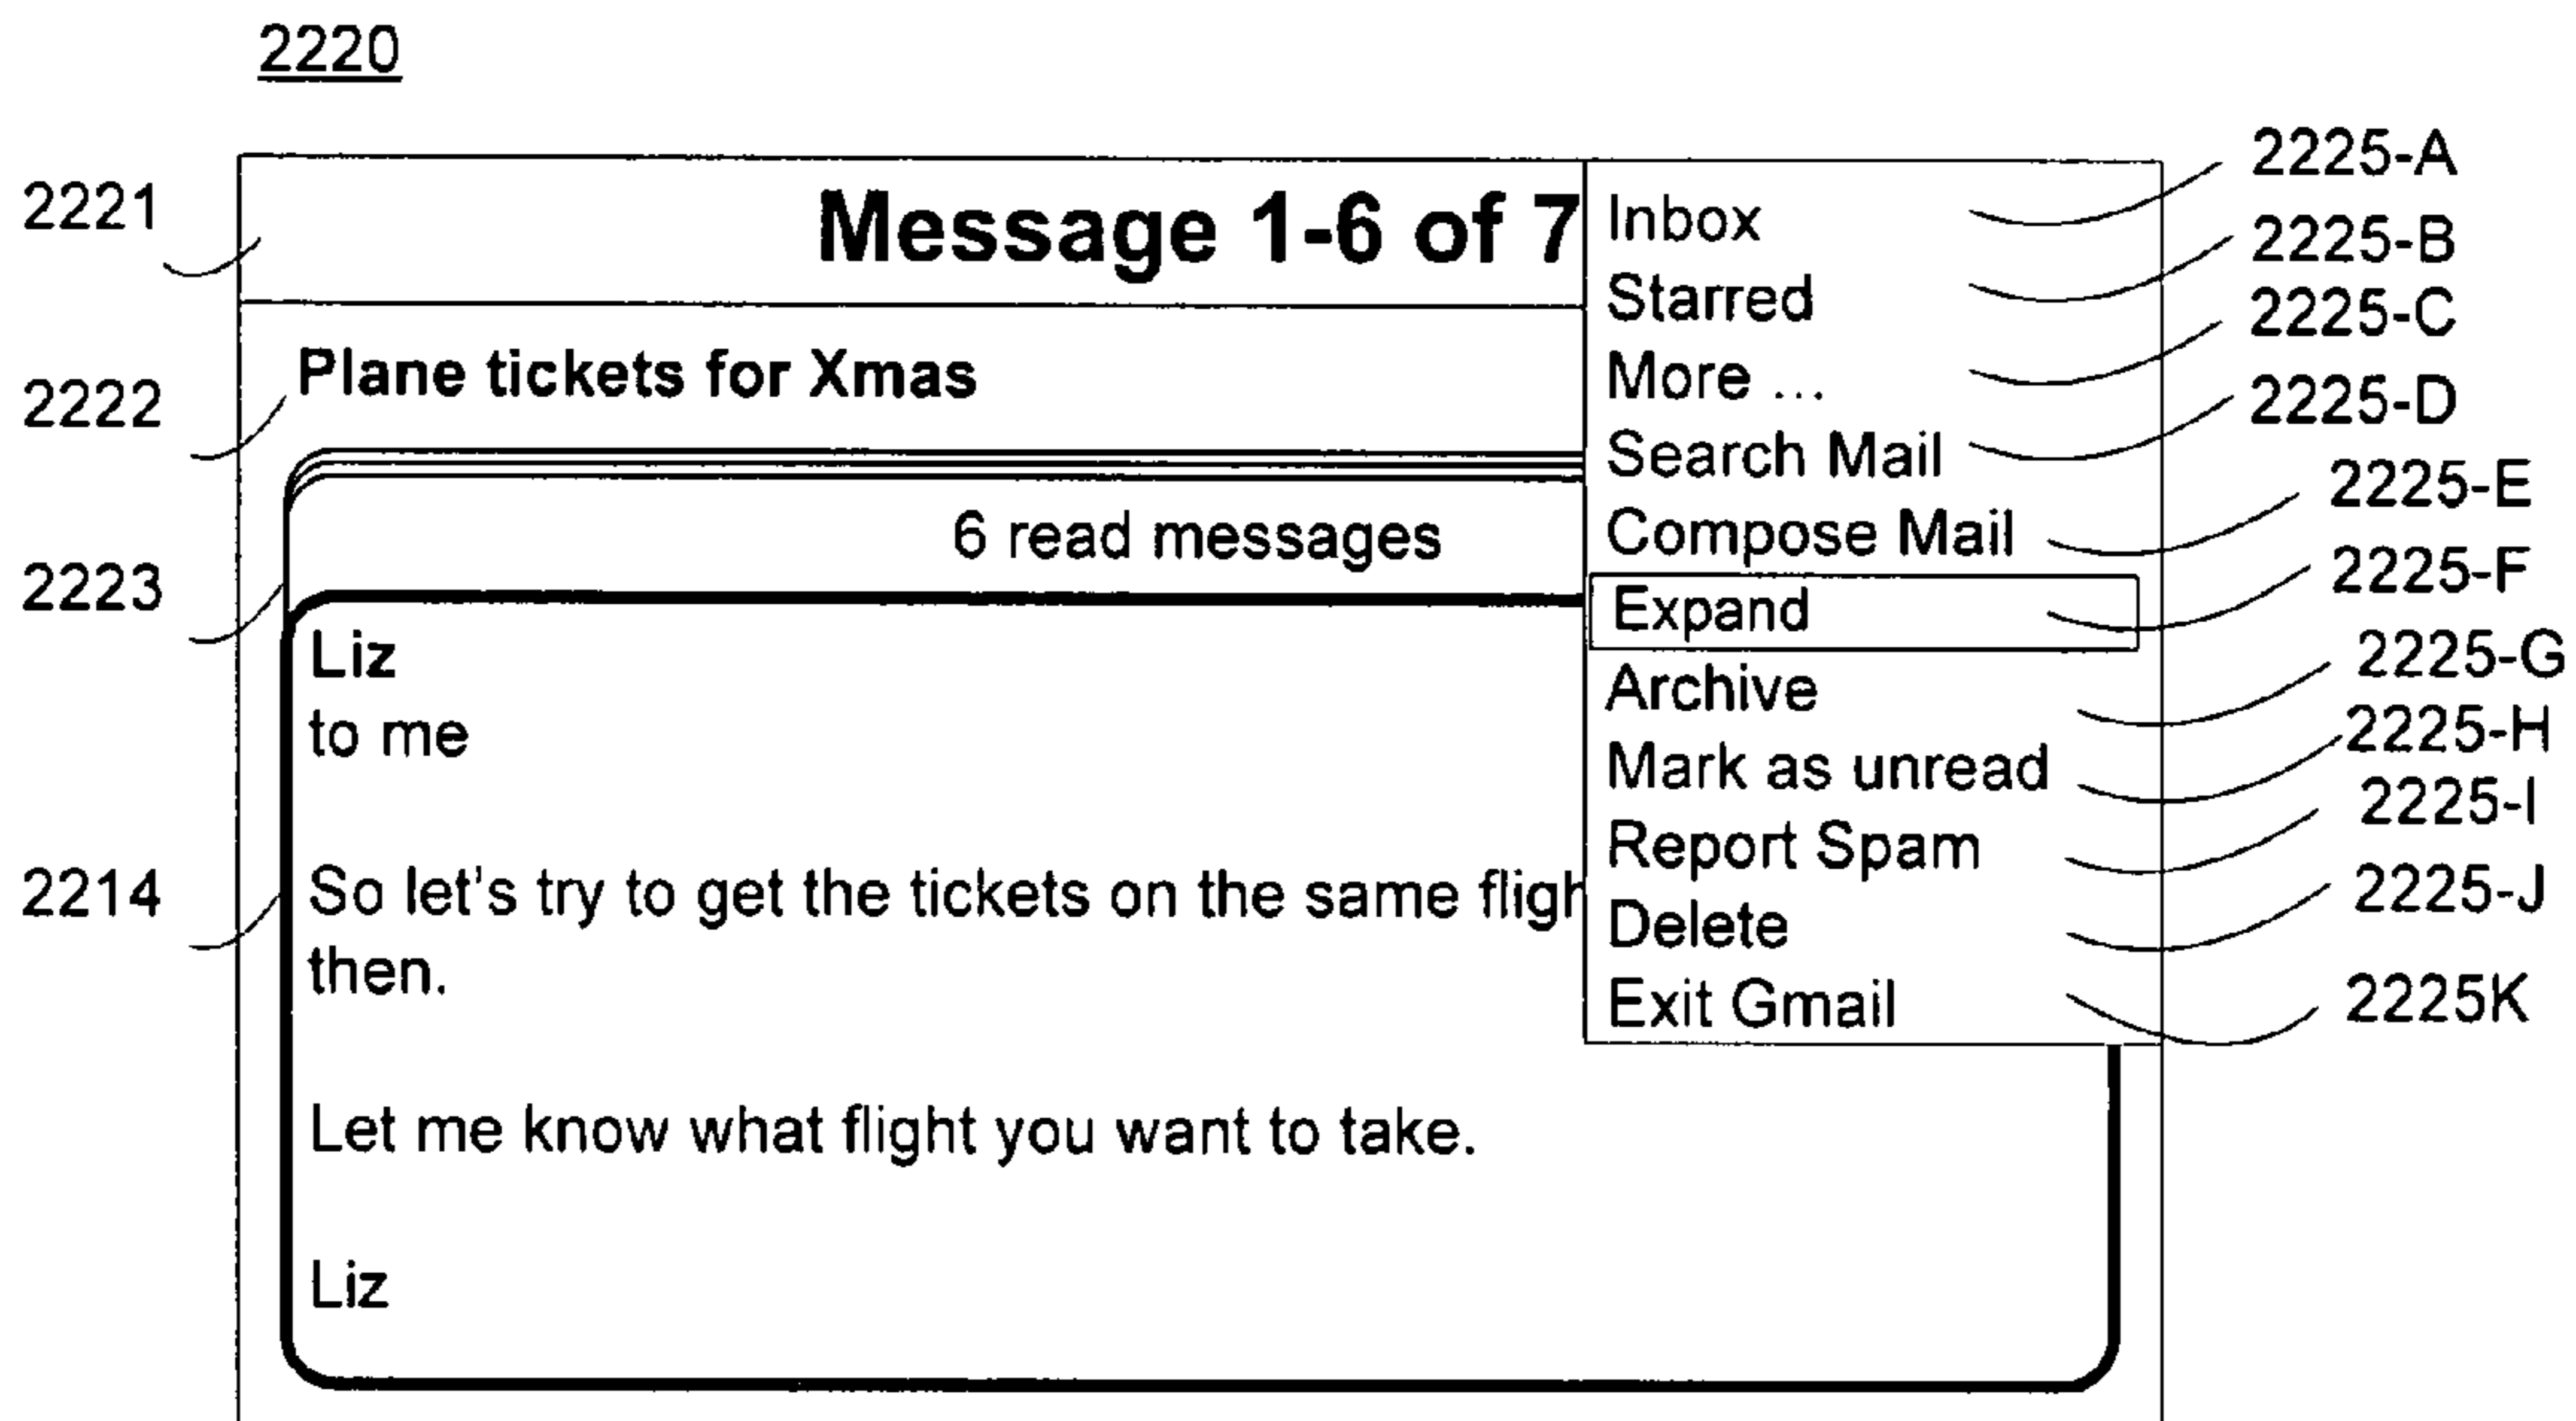 2220
2221
Message 1-6 of 7
2222
Plane tickets for Xmas
2223
6 read messages
Liz
to me
2214
So let's try to get the tickets on the same fligh
then.
Let me know what flight you want to take.
Liz
Inbox
2225-A
Starred
2225-B
More ...
2225-C
Search Mail
2225-D
Compose Mail
2225-E
Expand
2225-F
Archive
2225-G
Mark as unread
2225-H
Report Spam
2225-I
Delete
2225-J
Exit Gmail
2225K